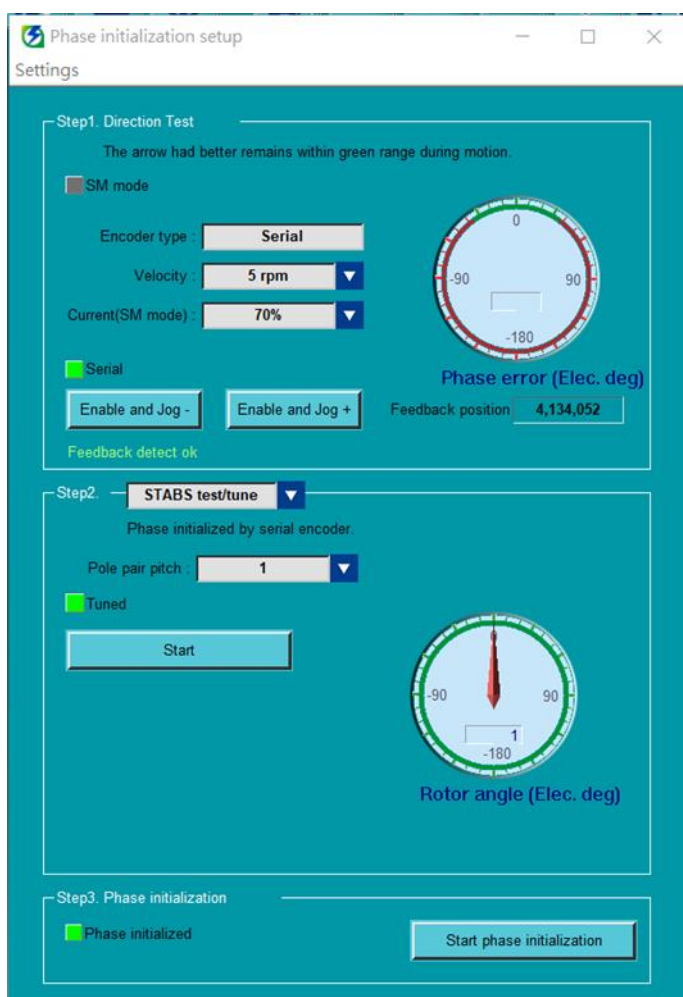 Phase initialization setup
Settings
Step1. Direction Test
The arrow had better remains within green range during motion.
SM mode
Encoder type : Serial
Velocity : 5 rpm
Current(SM mode) : 70%
0
-90 90
-180
Serial
Phase error (Elec. deg)
Enable and Jog - Enable and Jog + Feedback position 4,134,052
Feedback detect ok
Step2. STABS test/tune
Phase initialized by serial encoder.
Pole pair pitch : 1
Tuned
Start
0
-90 90
1
-180
Rotor angle (Elec. deg)
Step3. Phase initialization
Phase initialized
Start phase initialization